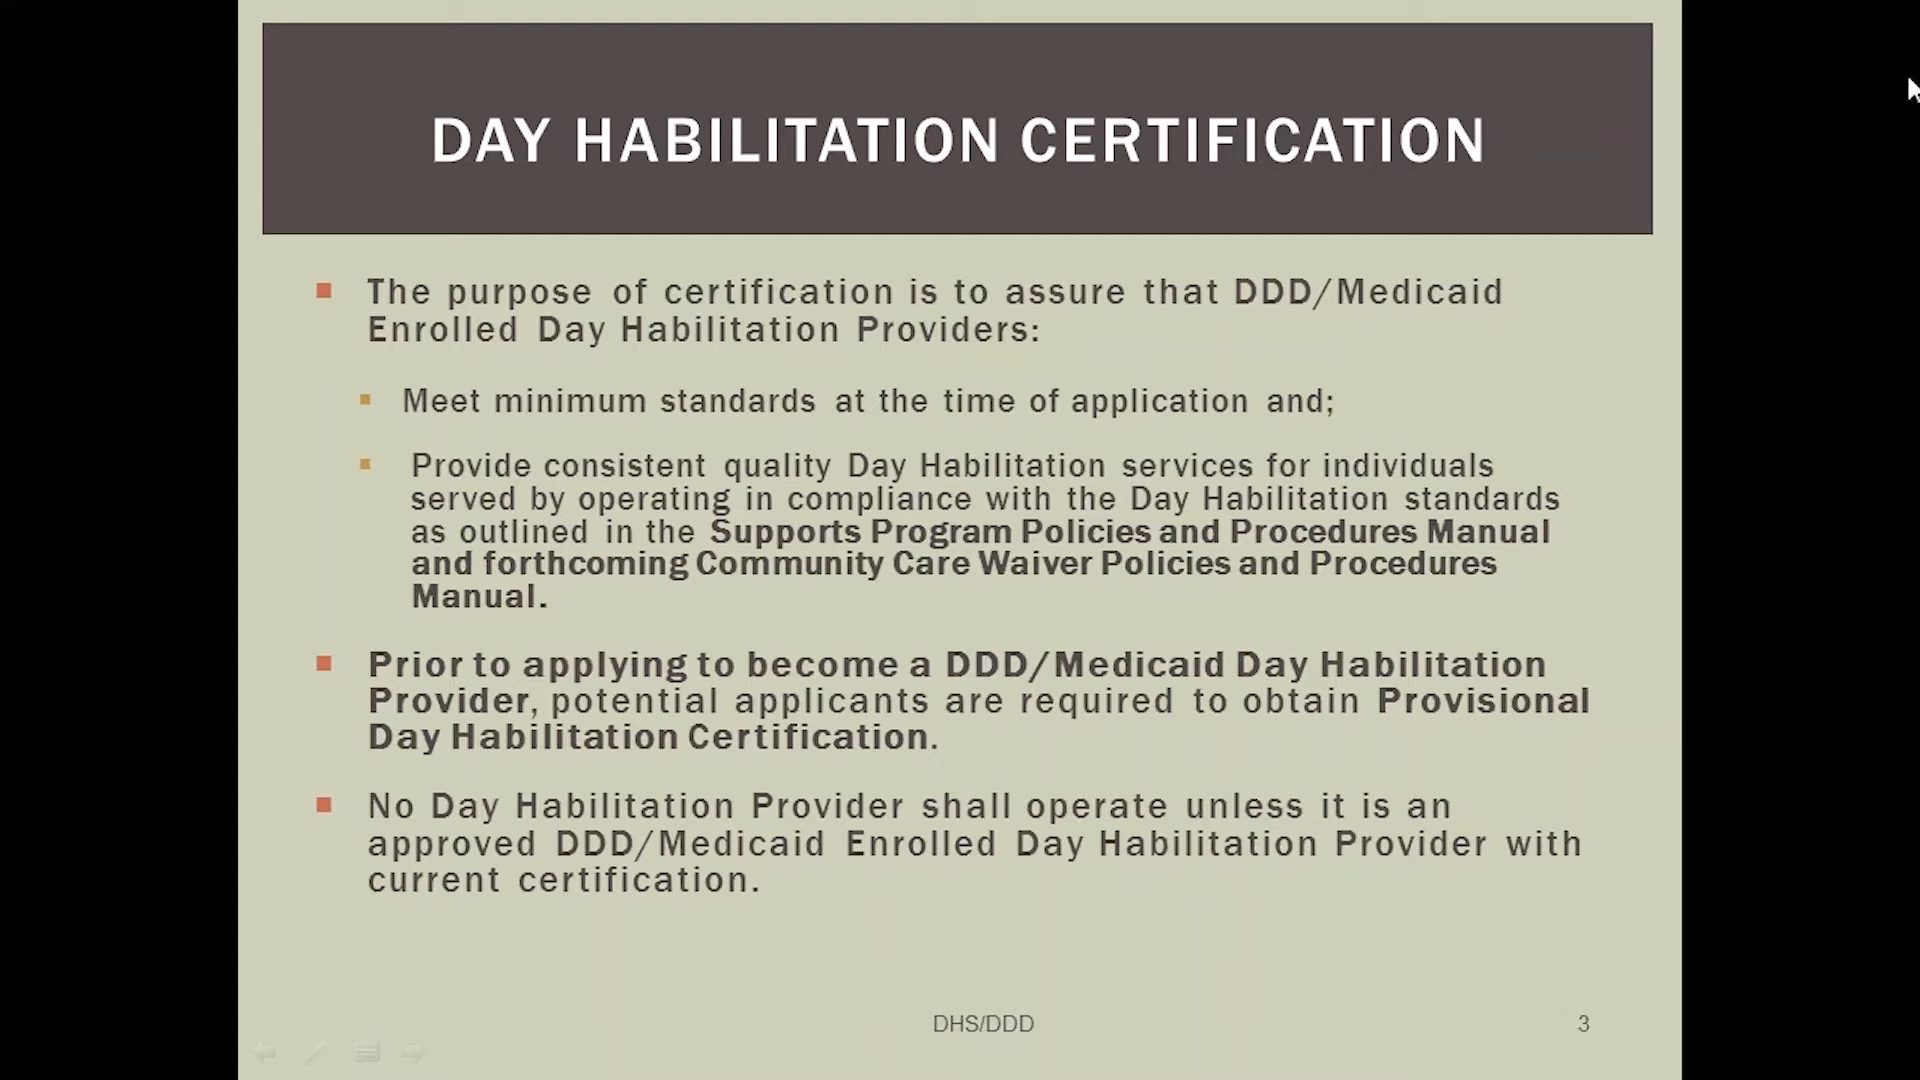 DAY HABILITATION CERTIFICATION
The purpose of certification is to assure that DDD/Medicaid
Enrolled Day Habilitation Providers:
Meet minimum standards at the time of application and;
Provide consistent quality Day Habilitation services for individuals
served by operating in compliance with the Day Habilitation standards
as outlined in the Supports Program Policies and Procedures Manual
and forthcoming Community Care Waiver Policies and Procedures
Manual.
Prior to applying to become a DDD/Medicaid Day Habilitation
Provider, potential applicants are required to obtain Provisional
Day Habilitation Certification.
No Day Habilitation Provider shall operate unless it is an
approved DDD/Medicaid Enrolled Day Habilitation Provider with
current certification.
DHS/DDD
3